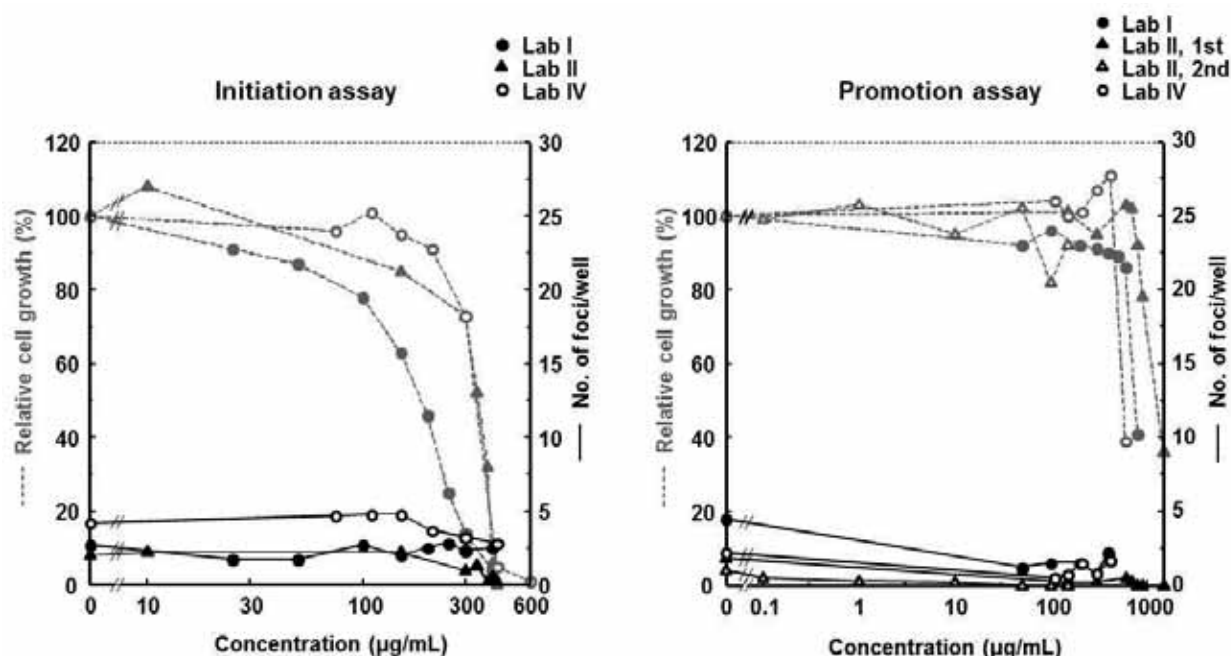 Lab I
Lab II
Lab IV
Initiation assay
120
100
80
60
40
20
0
Relative cell growth (%)
30
25
20
15
10
5
0
No. of foci/well
0
10
30
100
300
600
Concentration (µg/mL)
Lab I
Lab II, 1st
Lab II, 2nd
Lab IV
Promotion assay
120
100
80
60
40
20
0
Relative cell growth (%)
30
25
20
15
10
5
0
No. of foci/well
0
0.1
1
10
100
1000
Concentration (µg/mL)